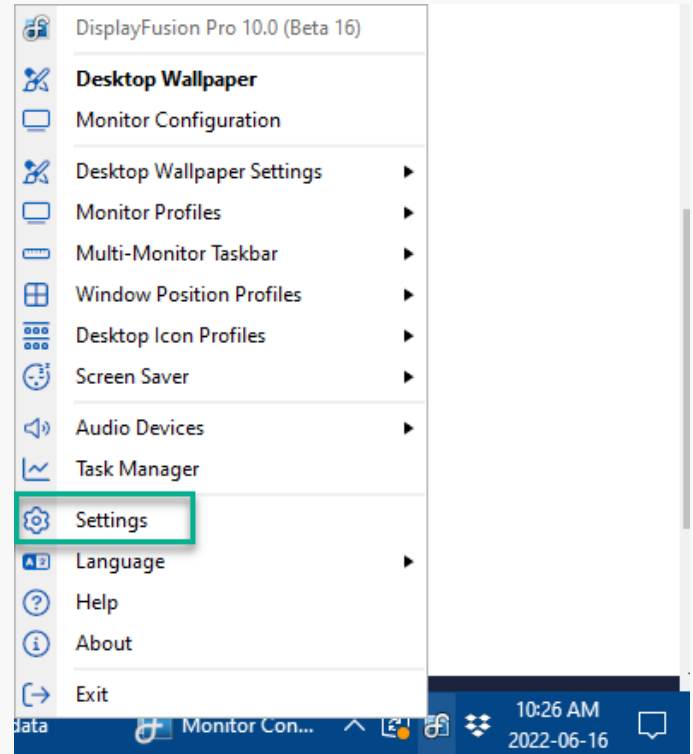 DisplayFusion Pro 10.0 (Beta 16)
Desktop Wallpaper
Monitor Configuration
Desktop Wallpaper Settings
Monitor Profiles
Multi-Monitor Taskbar
Window Position Profiles
Desktop Icon Profiles
Screen Saver
Audio Devices
Task Manager
Settings
Language
Help
About
Exit
data
Monitor Con...
10:26 AM
2022-06-16